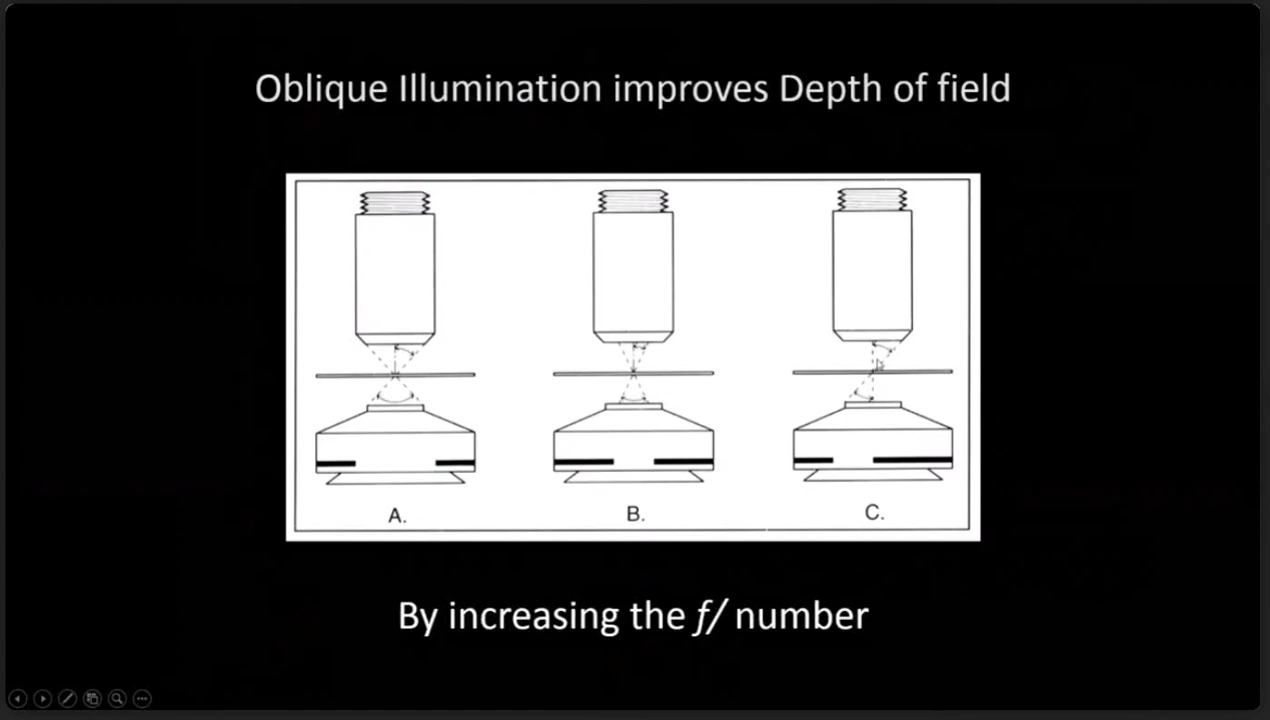 Oblique Illumination improves Depth of field
A.
B.
C.
By increasing the f/ number